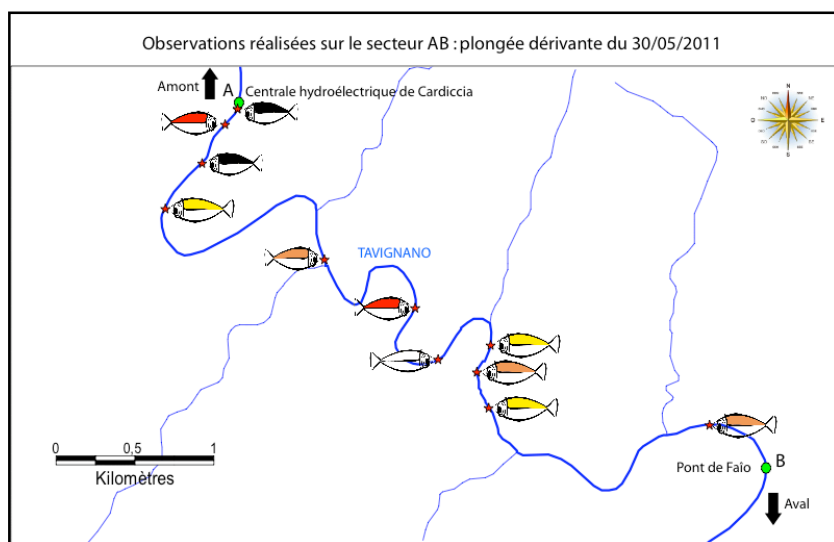 Observations réalisées sur le secteur AB : plongée dérivante du 30/05/2011
Amont
A
Centrale hydroélectrique de Cardiccia
N
O
E
S
TAVIGNANO
0 0,5 1
Kilomètres
Pont de Faïo
B
Aval